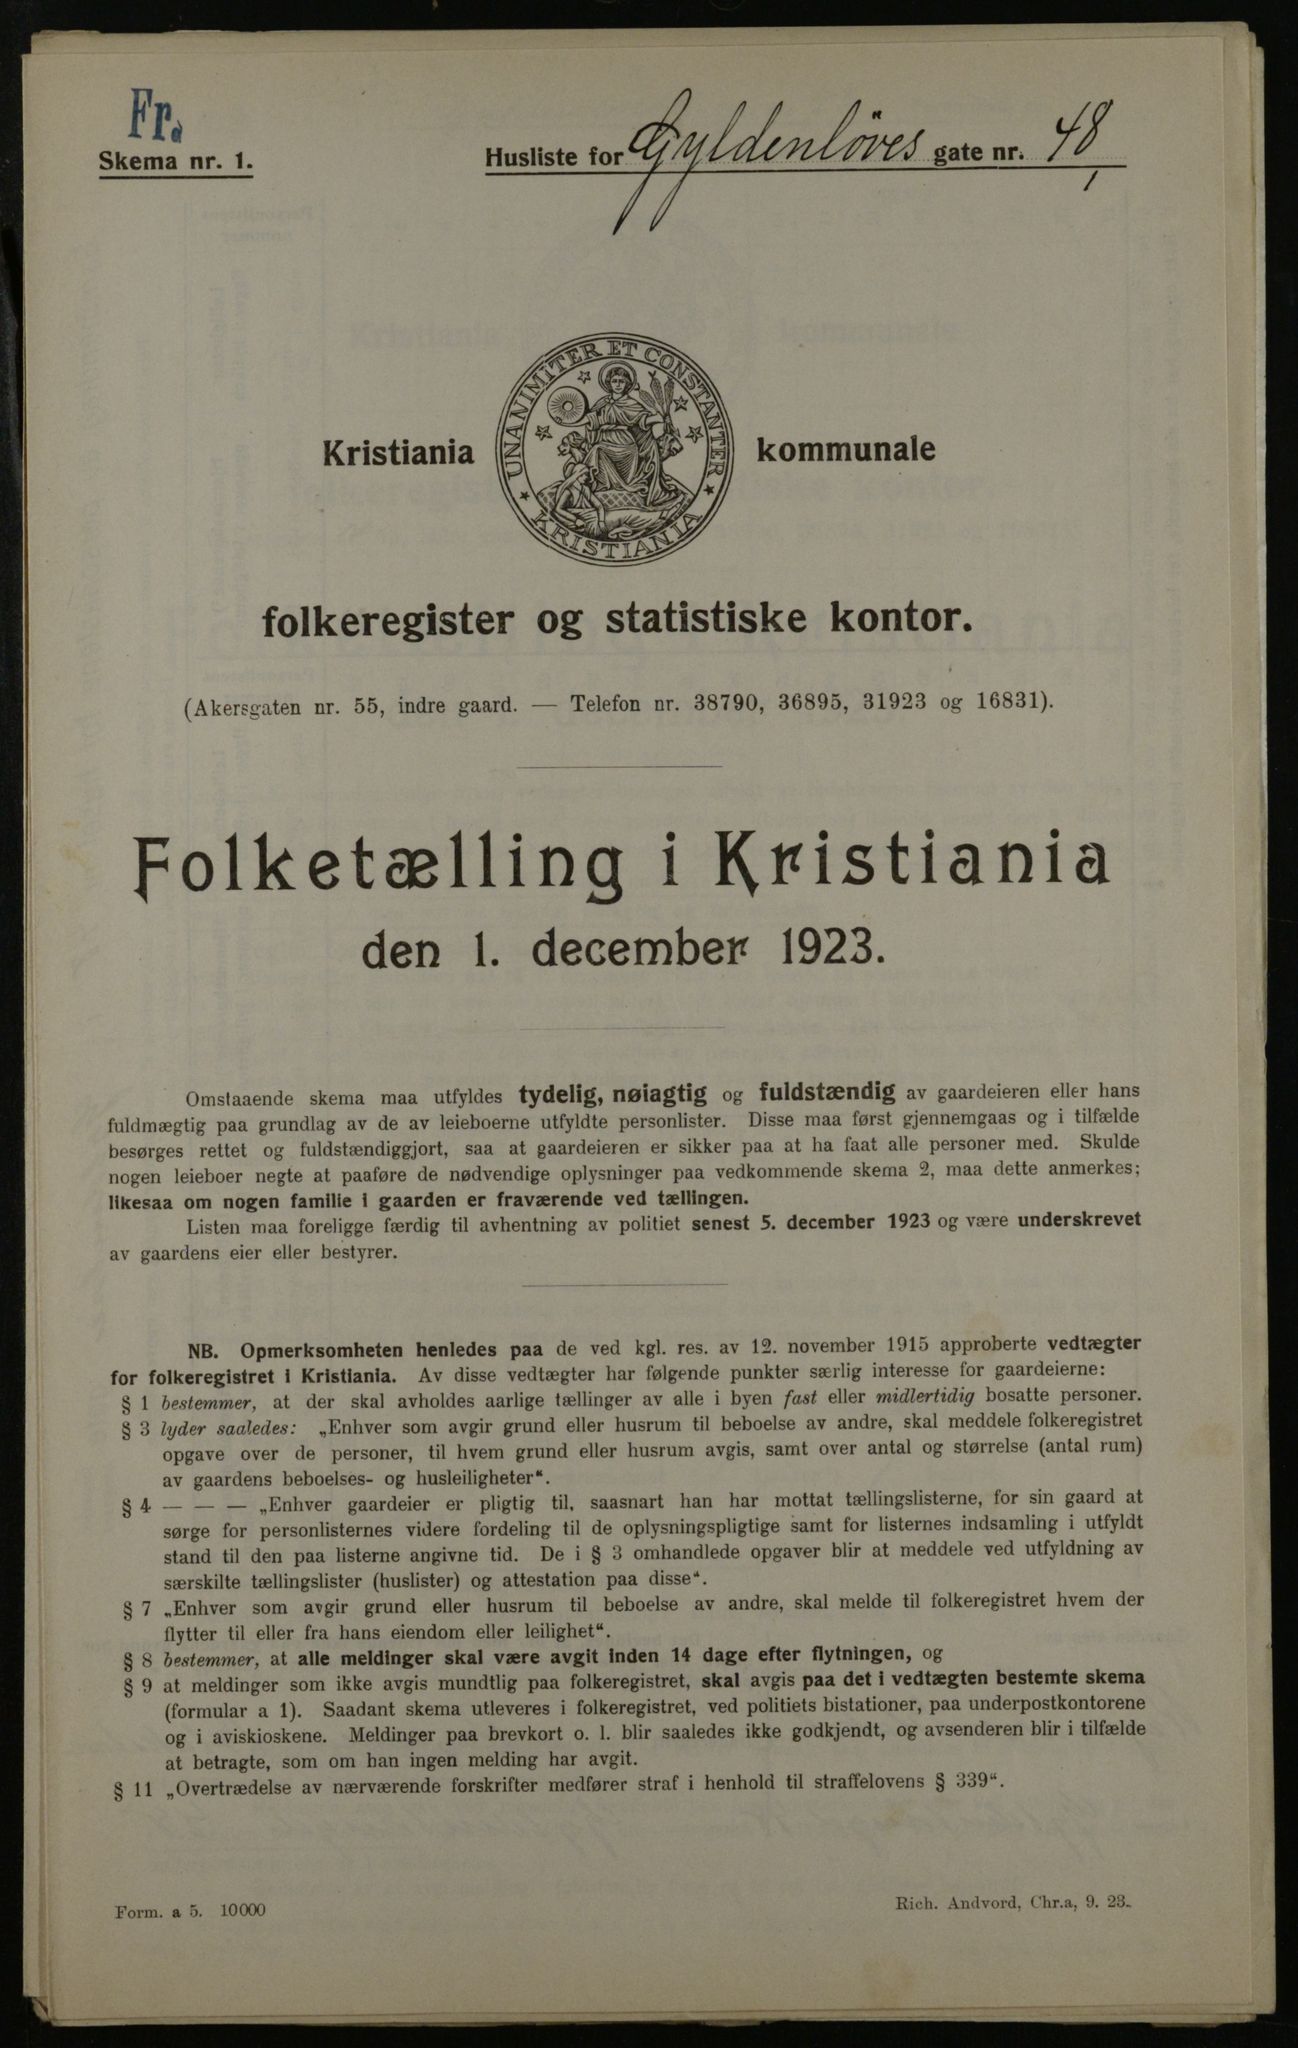 Fr.
Skema nr. 1.
Husliste for Gyldenløves gate nr. 48
UNANIMITER ET CONSTANTER
KRISTIANIA
Kristiania kommunale
folkeregister og statistiske kontor.
(Akersgaten nr. 55, indre gaard. — Telefon nr. 38790, 36895, 31923 og 16831).
Folketælling i Kristiania
den 1. december 1923.
Omstaaende skema maa utfyldes tydelig, nøiagtig og fuldstændig av gaardeieren eller hans
fuldmægtig paa grundlag av de av leieboerne utfyldte personlister. Disse maa først gjennemgaas og i tilfælde
besørges rettet og fuldstændiggjort, saa at gaardeieren er sikker paa at ha faat alle personer med. Skulde
nogen leieboer negte at paaføre de nødvendige oplysninger paa vedkommende skema 2, maa dette anmerkes;
likesaa om nogen familie i gaarden er fraværende ved tællingen.
Listen maa foreligge færdig til avhentning av politiet senest 5. december 1923 og være underskrevet
av gaardens eier eller bestyrer.
NB. Opmerksomheten henledes paa de ved kgl. res. av 12. november 1915 approberte vedtægter
for folkeregistret i Kristiania. Av disse vedtægter har følgende punkter særlig interesse for gaardeierne:
§ 1 bestemmer, at der skal avholdes aarlige tællinger av alle i byen fast eller midlertidig bosatte personer.
§ 3 lyder saaledes: „Enhver som avgir grund eller husrum til beboelse av andre, skal meddele folkeregistret
opgave over de personer, til hvem grund eller husrum avgis, samt over antal og størrelse (antal rum)
av gaardens beboelses- og husleiligheter“.
§ 4 — — — „Enhver gaardeier er pligtig til, saasnart han har mottat tællingslisterne, for sin gaard at
sørge for personlisternes videre fordeling til de oplysningspligtige samt for listernes indsamling i utfyldt
stand til den paa listerne angivne tid. De i § 3 omhandlede opgaver blir at meddele ved utfyldning av
særskilte tællingslister (huslister) og attestation paa disse“.
§ 7 „Enhver som avgir grund eller husrum til beboelse av andre, skal melde til folkeregistret hvem der
flytter til eller fra hans eiendom eller leilighet“.
§ 8 bestemmer, at alle meldinger skal være avgit inden 14 dage efter flytningen, og
§ 9 at meldinger som ikke avgis mundtlig paa folkeregistret, skal avgis paa det i vedtægten bestemte skema
(formular a 1). Saadant skema utleveres i folkeregistret, ved politiets bistationer, paa underpostkontorene
og i aviskioskene. Meldinger paa brevkort o. l. blir saaledes ikke godkjendt, og avsenderen blir i tilfælde
at betragte, som om han ingen melding har avgit.
§ 11 „Overtrædelse av nærværende forskrifter medfører straf i henhold til straffelovens § 339“.
Form. a 5. 10000
Rich. Andvord, Chr.a, 9. 23.